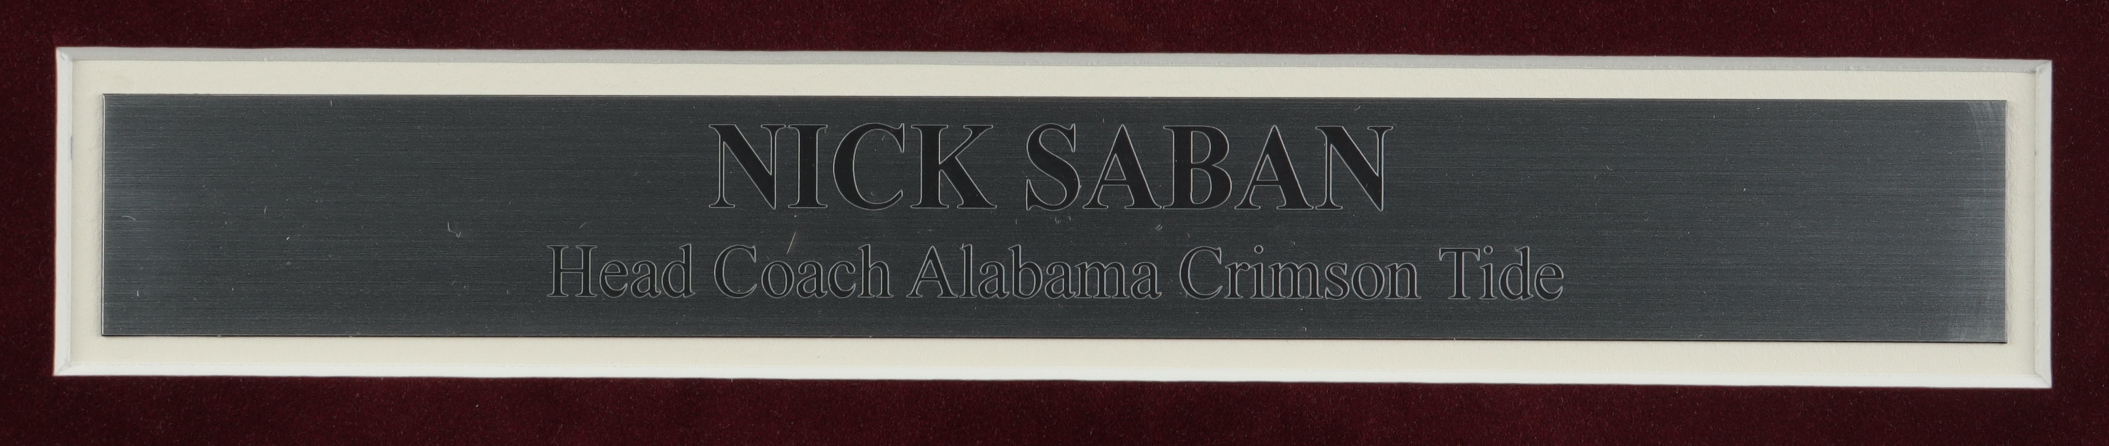 NICK SABAN
Head Coach Alabama Crimson Tide